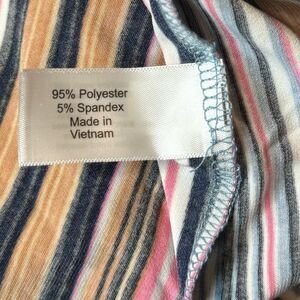 95% Polyester
5% Spandex
Made in
Vietnam